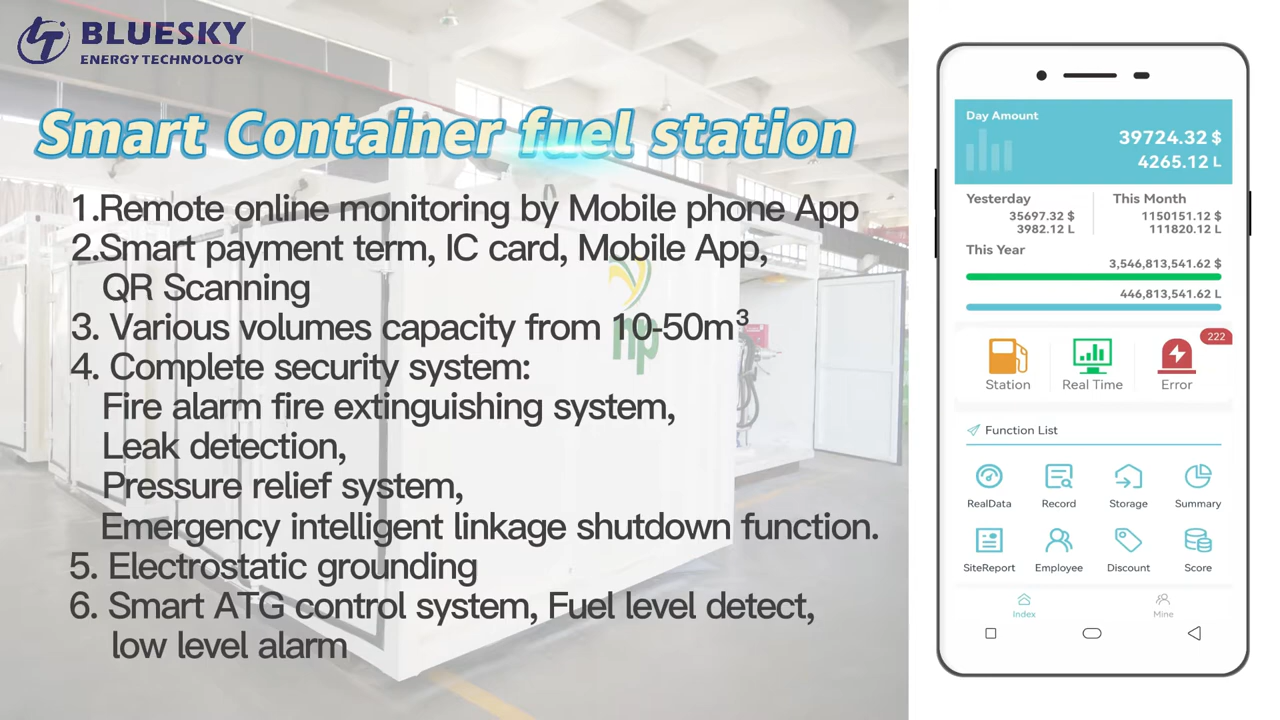 BLUESKY
ENERGY TECHNOLOGY
Smart Container fuel station
1.Remote online monitoring by Mobile phone App
2.Smart payment term, IC card, Mobile App,
QR Scanning
3. Various volumes capacity from 10-50m³
4. Complete security system:
Fire alarm fire extinguishing system,
Leak detection,
Pressure relief system,
Emergency intelligent linkage shutdown function.
5. Electrostatic grounding
6. Smart ATG control system, Fuel level detect,
low level alarm
np
Day Amount
39724.32 $
4265.12 L
Yesterday
35697.32 $
3982.12 L
This Month
1150151.12 $
111820.12 L
This Year
3,546,813,541.62 $
446,813,541.62 L
222
Station Real Time Error
Function List
RealData Record Storage Summary
SiteReport Employee Discount Score
Index Mine